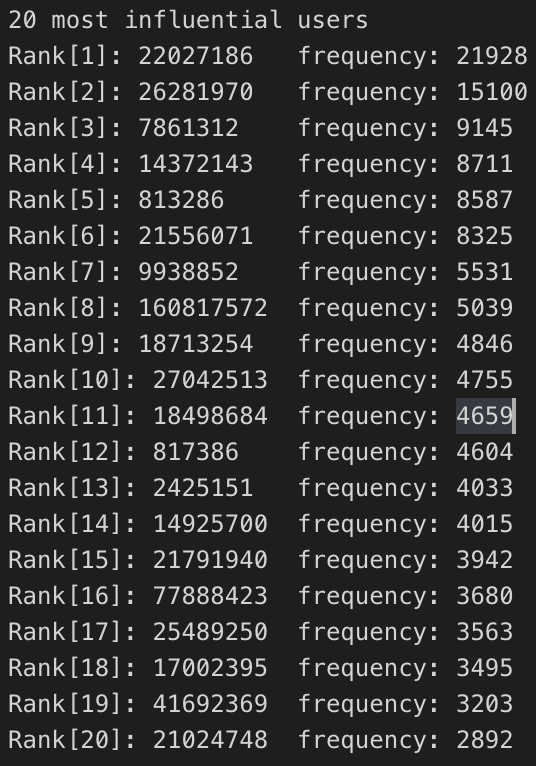 20 most influential users
Rank[1]: 22027186 frequency: 21928
Rank[2]: 26281970 frequency: 15100
Rank[3]: 7861312 frequency: 9145
Rank[4]: 14372143 frequency: 8711
Rank[5]: 813286 frequency: 8587
Rank[6]: 21556071 frequency: 8325
Rank[7]: 9938852 frequency: 5531
Rank[8]: 160817572 frequency: 5039
Rank[9]: 18713254 frequency: 4846
Rank[10]: 27042513 frequency: 4755
Rank[11]: 18498684 frequency: 4659
Rank[12]: 817386 frequency: 4604
Rank[13]: 2425151 frequency: 4033
Rank[14]: 14925700 frequency: 4015
Rank[15]: 21791940 frequency: 3942
Rank[16]: 77888423 frequency: 3680
Rank[17]: 25489250 frequency: 3563
Rank[18]: 17002395 frequency: 3495
Rank[19]: 41692369 frequency: 3203
Rank[20]: 21024748 frequency: 2892